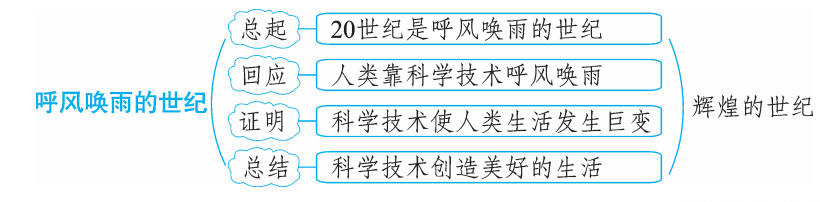 呼风唤雨的世纪
总起
20世纪是呼风唤雨的世纪
回应
人类靠科学技术呼风唤雨
证明
科学技术使人类生活发生巨变
总结
科学技术创造美好的生活
辉煌的世纪